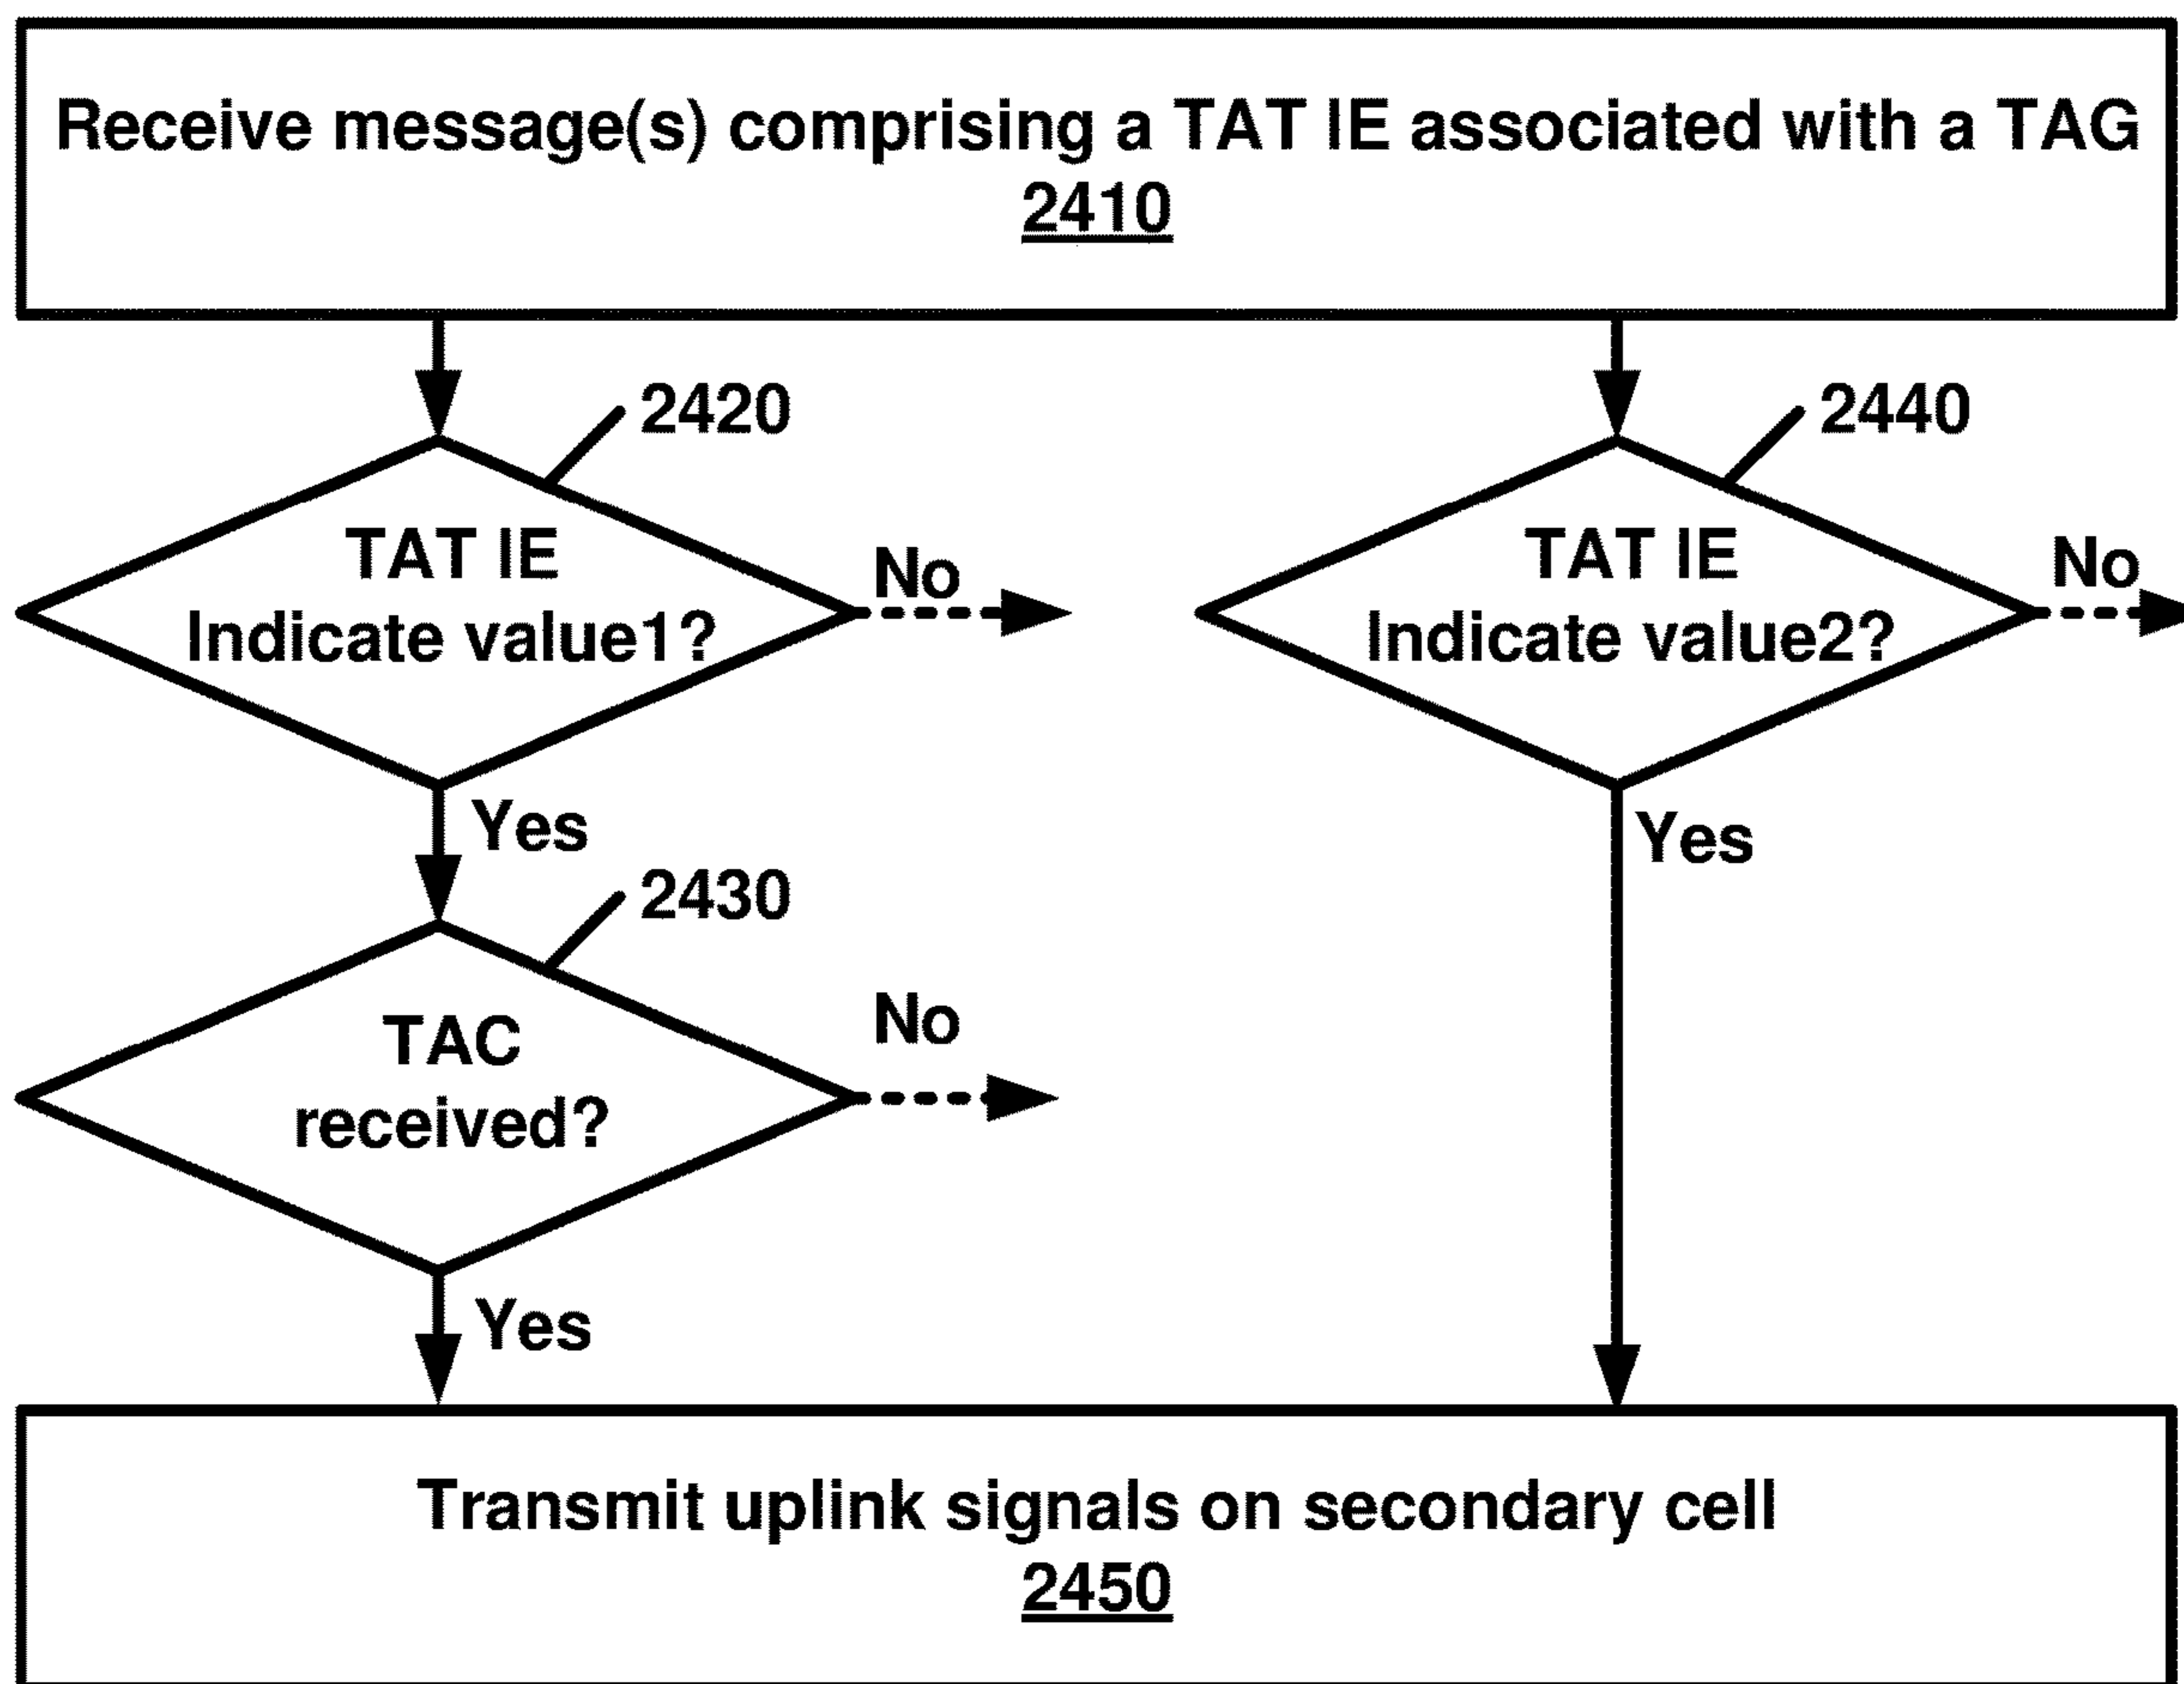 Receive message(s) comprising a TAT IE associated with a TAG
2410
2420
TAT IE
Indicate value1?
No
Yes
2440
TAT IE
Indicate value2?
No
Yes
2430
TAC
received?
No
Yes
Transmit uplink signals on secondary cell
2450